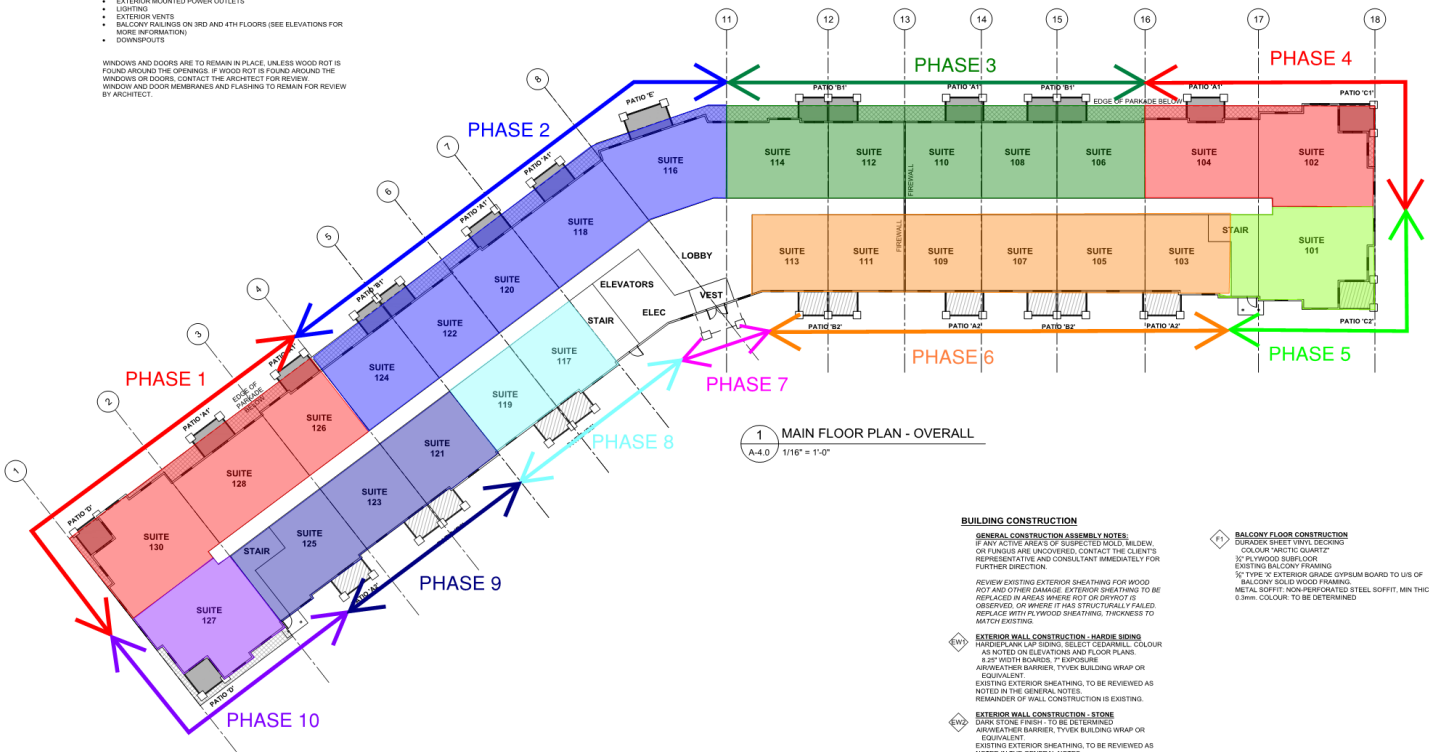 • EXTERIOR MOUNTED POWER OUTLETS
• LIGHTING
• EXTERIOR VENTS
• BALCONY RAILINGS ON 3RD AND 4TH FLOORS (SEE ELEVATIONS FOR
MORE INFORMATION)
• DOWNSPOUTS
WINDOWS AND DOORS ARE TO REMAIN IN PLACE, UNLESS WOOD ROT IS
FOUND AROUND THE OPENINGS. IF WOOD ROT IS FOUND AROUND THE
WINDOWS OR DOORS, CONTACT THE ARCHITECT FOR REVIEW.
WINDOW AND DOOR MEMBRANES AND FLASHING TO REMAIN FOR REVIEW
BY ARCHITECT.
11
12
13
14
15
16
17
18
PHASE 3
PHASE 4
PATIO 'B1'
PATIO 'A1'
PATIO 'B1'
PATIO 'A1'
PATIO 'C1'
EDGE OF PARKADE BELOW
8
PATIO 'E'
PHASE 2
7
PATIO 'A1'
6
PATIO 'A1'
5
PATIO 'B1'
4
3
PATIO 'A1'
2
PATIO 'A1'
1
PATIO 'D'
PHASE 1
EDGE OF
PARKADE
BELOW
SUITE
116
SUITE
114
SUITE
112
SUITE
110
SUITE
108
SUITE
106
SUITE
104
SUITE
102
FIREWALL
FIREWALL
SUITE
118
SUITE
120
SUITE
122
SUITE
124
SUITE
126
SUITE
128
SUITE
130
LOBBY
ELEVATORS
VEST
ELEC
STAIR
SUITE
113
SUITE
111
SUITE
109
SUITE
107
SUITE
105
SUITE
103
STAIR
SUITE
101
PATIO 'B2'
PATIO 'A2'
PATIO 'B2'
PATIO 'A2'
PATIO 'C2'
PHASE 6
PHASE 5
PHASE 7
PHASE 8
SUITE
117
SUITE
119
SUITE
121
SUITE
123
SUITE
125
STAIR
SUITE
127
PATIO 'D'
PHASE 9
PHASE 10
1
A-4.0
MAIN FLOOR PLAN - OVERALL
1/16" = 1'-0"
BUILDING CONSTRUCTION
GENERAL CONSTRUCTION ASSEMBLY NOTES:
IF ANY ACTIVE AREA'S OF SUSPECTED MOLD, MILDEW,
OR FUNGUS ARE UNCOVERED, CONTACT THE CLIENT'S
REPRESENTATIVE AND CONSULTANT IMMEDIATELY FOR
FURTHER DIRECTION.
REVIEW EXISTING EXTERIOR SHEATHING FOR WOOD
ROT AND OTHER DAMAGE. EXTERIOR SHEATHING TO BE
REPLACED IN AREAS WHERE ROT OR DRYROT IS
OBSERVED, OR WHERE IT HAS STRUCTURALLY FAILED.
REPLACE WITH PLYWOOD SHEATHING, THICKNESS TO
MATCH EXISTING.
EW1
EXTERIOR WALL CONSTRUCTION - HARDIE SIDING
HARDIEPLANK LAP SIDING, SELECT CEDARMILL. COLOUR
AS NOTED ON ELEVATIONS AND FLOOR PLANS.
8.25" WIDTH BOARDS, 7" EXPOSURE
AIR/WEATHER BARRIER, TYVEK BUILDING WRAP OR
EQUIVALENT.
EXISTING EXTERIOR SHEATHING, TO BE REVIEWED AS
NOTED IN THE GENERAL NOTES.
REMAINDER OF WALL CONSTRUCTION IS EXISTING.
EW2
EXTERIOR WALL CONSTRUCTION - STONE
DARK STONE FINISH - TO BE DETERMINED
AIR/WEATHER BARRIER, TYVEK BUILDING WRAP OR
EQUIVALENT.
EXISTING EXTERIOR SHEATHING, TO BE REVIEWED AS
F1
BALCONY FLOOR CONSTRUCTION
DURADEK SHEET VINYL DECKING
COLOUR "ARCTIC QUARTZ"
PLYWOOD SUBFLOOR
EXISTING BALCONY FRAMING
TYPE 'X' EXTERIOR GRADE GYPSUM BOARD TO U/S OF
BALCONY SOLID WOOD FRAMING.
METAL SOFFIT: NON-PERFORATED STEEL SOFFIT, MIN THIC
0.3mm. COLOUR: TO BE DETERMINED